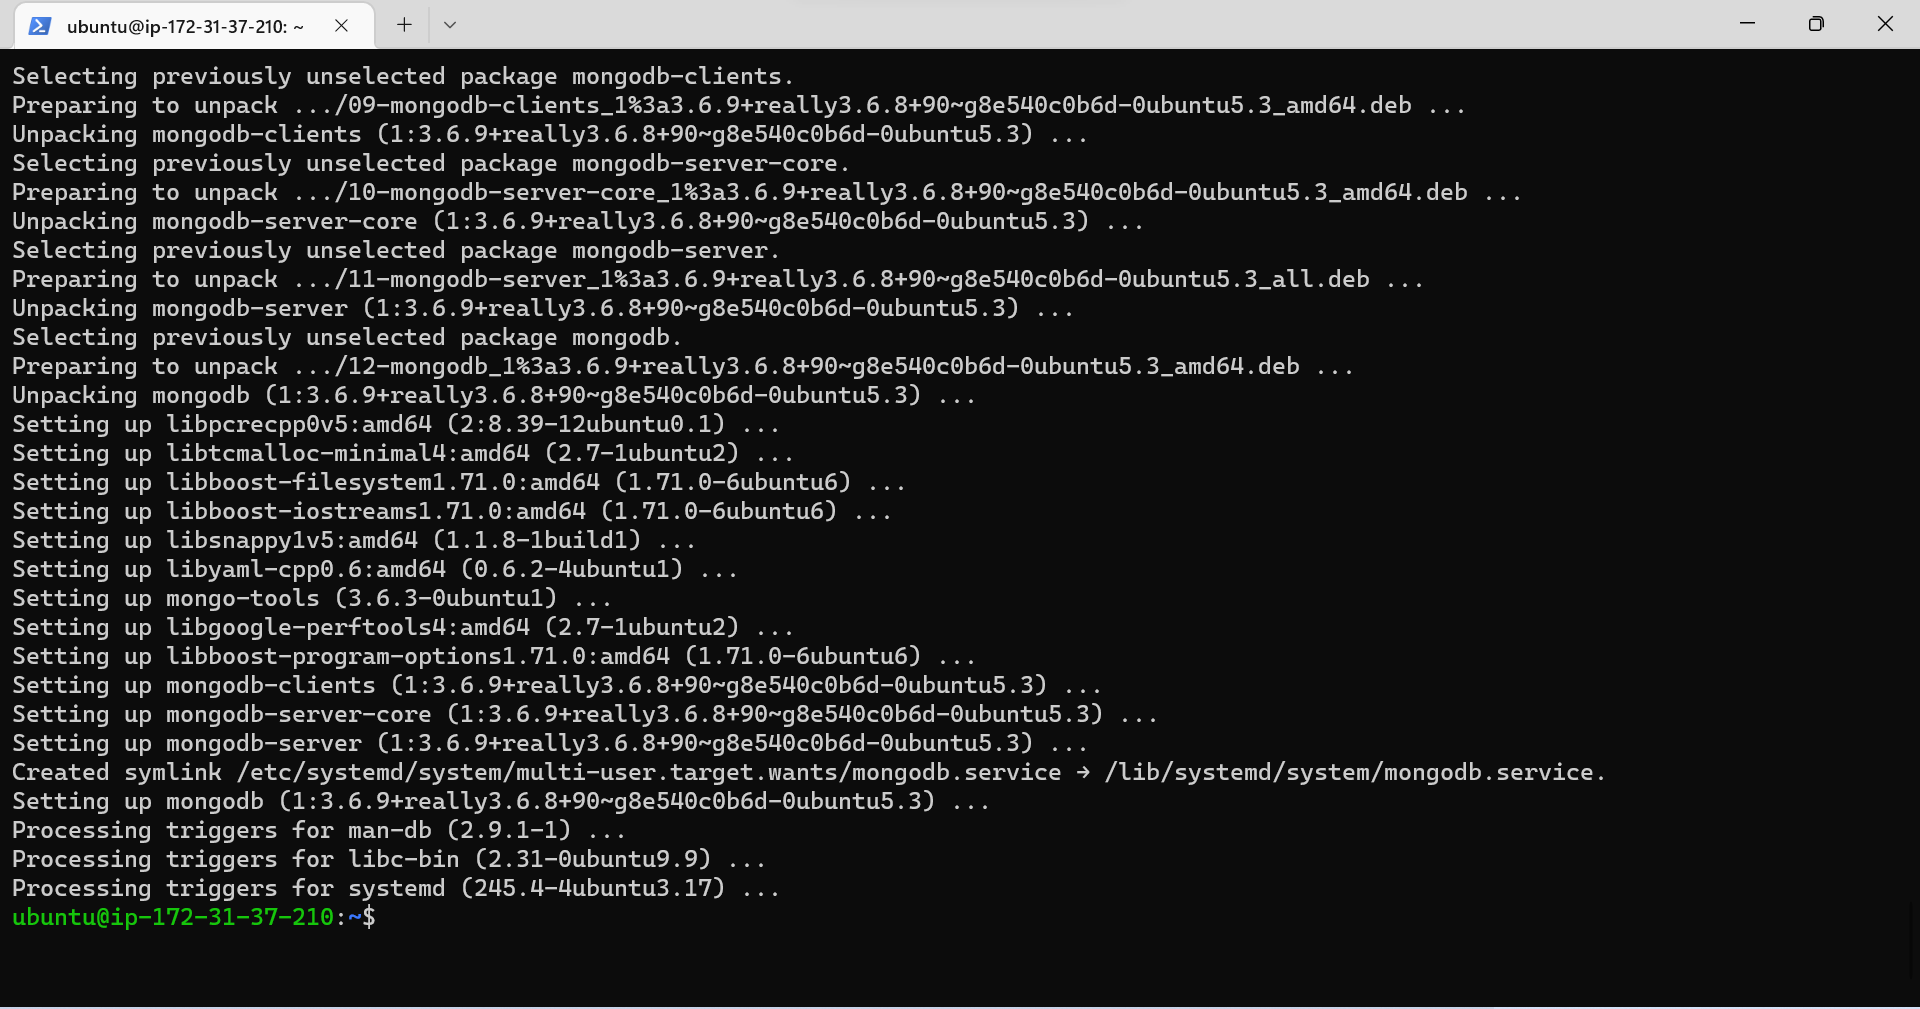 ubuntu@ip-172-31-37-210: ~
Selecting previously unselected package mongodb-clients.
Preparing to unpack .../09-mongodb-clients_1%3a3.6.9+really3.6.8+90~g8e540c0b6d-0ubuntu5.3_amd64.deb ...
Unpacking mongodb-clients (1:3.6.9+really3.6.8+90~g8e540c0b6d-0ubuntu5.3) ...
Selecting previously unselected package mongodb-server-core.
Preparing to unpack .../10-mongodb-server-core_1%3a3.6.9+really3.6.8+90~g8e540c0b6d-0ubuntu5.3_amd64.deb ...
Unpacking mongodb-server-core (1:3.6.9+really3.6.8+90~g8e540c0b6d-0ubuntu5.3) ...
Selecting previously unselected package mongodb-server.
Preparing to unpack .../11-mongodb-server_1%3a3.6.9+really3.6.8+90~g8e540c0b6d-0ubuntu5.3_all.deb ...
Unpacking mongodb-server (1:3.6.9+really3.6.8+90~g8e540c0b6d-0ubuntu5.3) ...
Selecting previously unselected package mongodb.
Preparing to unpack .../12-mongodb_1%3a3.6.9+really3.6.8+90~g8e540c0b6d-0ubuntu5.3_amd64.deb ...
Unpacking mongodb (1:3.6.9+really3.6.8+90~g8e540c0b6d-0ubuntu5.3) ...
Setting up libpcrecpp0v5:amd64 (2:8.39-12ubuntu0.1) ...
Setting up libtcmalloc-minimal4:amd64 (2.7-1ubuntu2) ...
Setting up libboost-filesystem1.71.0:amd64 (1.71.0-6ubuntu6) ...
Setting up libboost-iostreams1.71.0:amd64 (1.71.0-6ubuntu6) ...
Setting up libsnappy1v5:amd64 (1.1.8-1build1) ...
Setting up libyaml-cpp0.6:amd64 (0.6.2-4ubuntu1) ...
Setting up mongo-tools (3.6.3-0ubuntu1) ...
Setting up libgoogle-perftools4:amd64 (2.7-1ubuntu2) ...
Setting up libboost-program-options1.71.0:amd64 (1.71.0-6ubuntu6) ...
Setting up mongodb-clients (1:3.6.9+really3.6.8+90~g8e540c0b6d-0ubuntu5.3) ...
Setting up mongodb-server-core (1:3.6.9+really3.6.8+90~g8e540c0b6d-0ubuntu5.3) ...
Setting up mongodb-server (1:3.6.9+really3.6.8+90~g8e540c0b6d-0ubuntu5.3) ...
Created symlink /etc/systemd/system/multi-user.target.wants/mongodb.service → /lib/systemd/system/mongodb.service.
Setting up mongodb (1:3.6.9+really3.6.8+90~g8e540c0b6d-0ubuntu5.3) ...
Processing triggers for man-db (2.9.1-1) ...
Processing triggers for libc-bin (2.31-0ubuntu9.9) ...
Processing triggers for systemd (245.4-4ubuntu3.17) ...
ubuntu@ip-172-31-37-210:~$